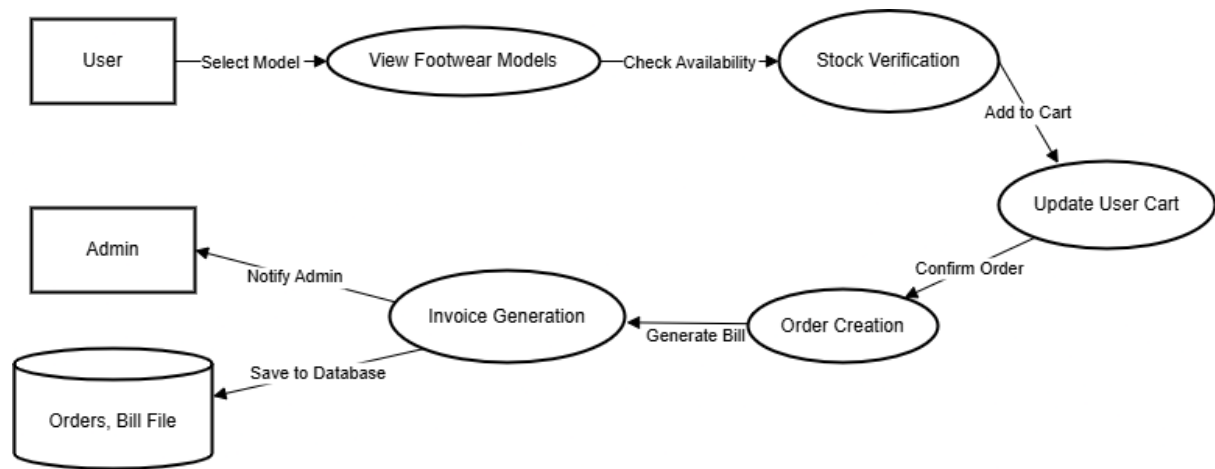 User
Select Model
View Footwear Models
Check Availability
Stock Verification
Add to Cart
Update User Cart
Admin
Notify Admin
Confirm Order
Invoice Generation
Generate Bill
Order Creation
Save to Database
Orders, Bill File